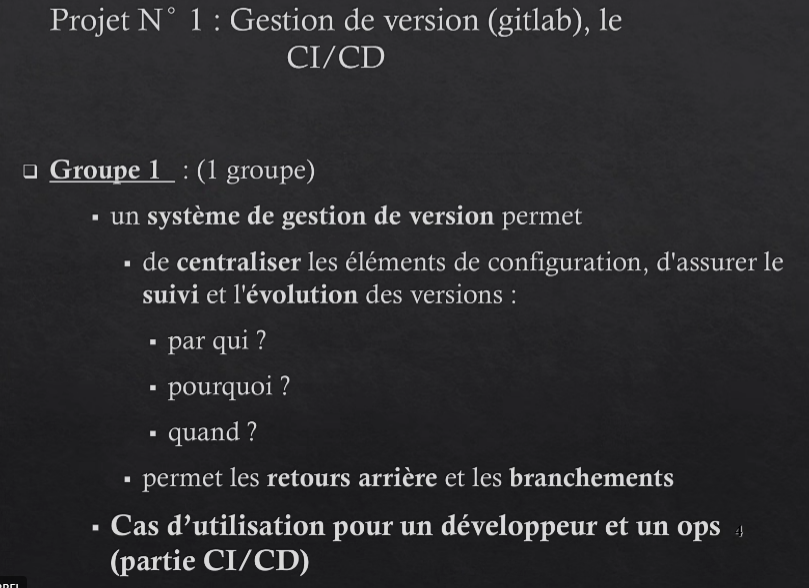 Projet N° 1 : Gestion de version (gitlab), le
CI/CD
Groupe 1 : (1 groupe)
un système de gestion de version permet
de centraliser les éléments de configuration, d'assurer le
suivi et l'évolution des versions :
par qui ?
pourquoi ?
quand ?
permet les retours arrière et les branchements
Cas d’utilisation pour un développeur et un ops
4
(partie CI/CD)